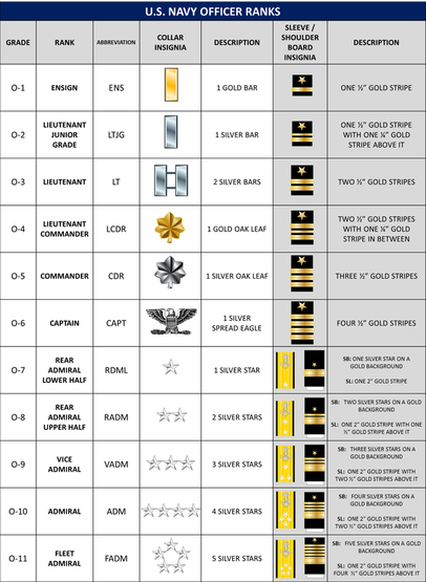 U.S. NAVY OFFICER RANKS
GRADE
RANK
ABBREVIATION
COLLAR
INSIGNIA
DESCRIPTION
SLEEVE /
SHOULDER
BOARD
INSIGNIA
DESCRIPTION
O-1
ENSIGN
ENS
1 GOLD BAR
ONE ½" GOLD STRIPE
O-2
LIEUTENANT
JUNIOR
GRADE
LTJG
1 SILVER BAR
ONE ½" GOLD STRIPE
WITH ONE ¼" GOLD
STRIPE ABOVE IT
O-3
LIEUTENANT
LT
2 SILVER BARS
TWO ½" GOLD STRIPES
O-4
LIEUTENANT
COMMANDER
LCDR
1 GOLD OAK LEAF
TWO ½" GOLD STRIPES
WITH ONE ¼" GOLD
STRIPE IN BETWEEN
O-5
COMMANDER
CDR
1 SILVER OAK LEAF
THREE ½" GOLD STRIPES
O-6
CAPTAIN
CAPT
1 SILVER
SPREAD EAGLE
FOUR ½" GOLD STRIPES
O-7
REAR
ADMIRAL
LOWER HALF
RDML
1 SILVER STAR
SB: ONE SILVER STAR ON A
GOLD BACKGROUND
SL: ONE 2" GOLD STRIPE
O-8
REAR
ADMIRAL
UPPER HALF
RADM
2 SILVER STARS
SB: TWO SILVER STARS ON A GOLD
BACKGROUND
SL: ONE 2" GOLD STRIPE WITH ONE
½" GOLD STRIPE ABOVE IT
O-9
VICE
ADMIRAL
VADM
3 SILVER STARS
SB: THREE SILVER STARS ON A
GOLD BACKGROUND
SL: ONE 2" GOLD STRIPE WITH
TWO ½" GOLD STRIPES ABOVE IT
O-10
ADMIRAL
ADM
4 SILVER STARS
SB: FOUR SILVER STARS ON A
GOLD BACKGROUND
SL: ONE 2" GOLD STRIPE WITH
TWO ½" GOLD STRIPES ABOVE IT
O-11
FLEET
ADMIRAL
FADM
5 SILVER STARS
SB: FIVE SILVER STARS ON A
GOLD BACKGROUND
SL: ONE 2" GOLD STRIPE WITH
FOUR ½" GOLD STRIPES ABOVE IT